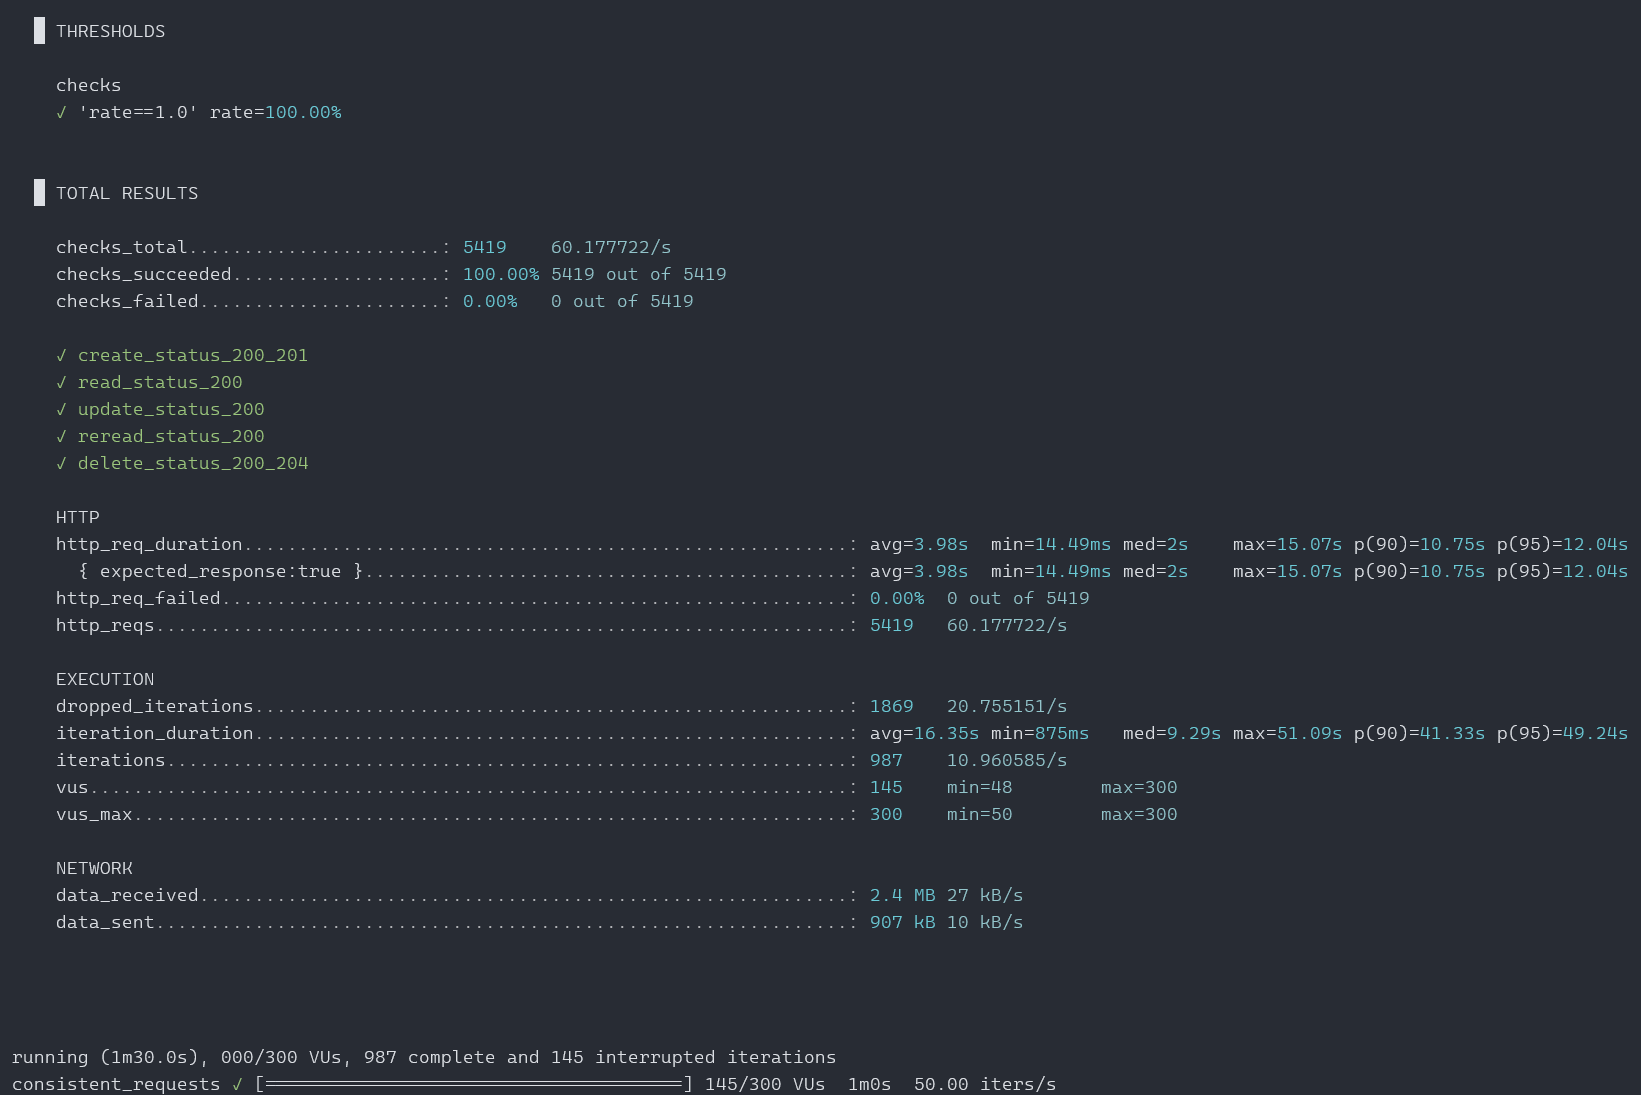 THRESHOLDS
checks
✓ 'rate==1.0' rate=100.00%
TOTAL RESULTS
checks_total.......................: 5419    60.177722/s
checks_succeeded...................: 100.00% 5419 out of 5419
checks_failed......................: 0.00%   0 out of 5419
✓ create_status_200_201
✓ read_status_200
✓ update_status_200
✓ reread_status_200
✓ delete_status_200_204
HTTP
http_req_duration.......................................................: avg=3.98s  min=14.49ms med=2s    max=15.07s p(90)=10.75s p(95)=12.04s
{ expected_response:true }............................................: avg=3.98s  min=14.49ms med=2s    max=15.07s p(90)=10.75s p(95)=12.04s
http_req_failed.........................................................: 0.00%  0 out of 5419
http_reqs...............................................................: 5419   60.177722/s
EXECUTION
dropped_iterations......................................................: 1869   20.755151/s
iteration_duration......................................................: avg=16.35s min=875ms   med=9.29s max=51.09s p(90)=41.33s p(95)=49.24s
iterations..............................................................: 987    10.960585/s
vus.....................................................................: 145    min=48        max=300
vus_max.................................................................: 300    min=50        max=300
NETWORK
data_received...........................................................: 2.4 MB 27 kB/s
data_sent...............................................................: 907 kB 10 kB/s
running (1m30.0s), 000/300 VUs, 987 complete and 145 interrupted iterations
consistent_requests ✓ [======================================] 145/300 VUs  1m0s  50.00 iters/s